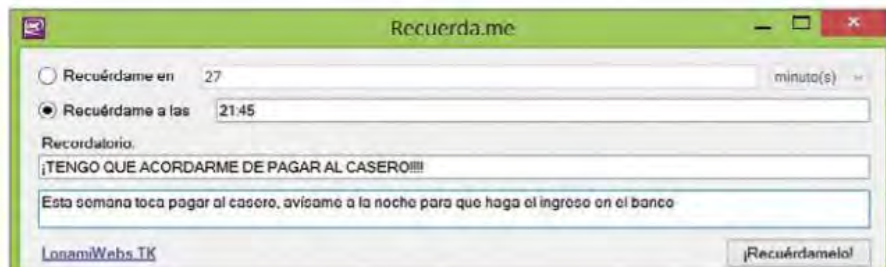 Recuerda.me
Recuérdame en 27 minuto(s)
Recuérdame a las 21:45
Recordatorio.
¡TENGO QUE ACORDARME DE PAGAR AL CASERO!!!!
Esta semana toca pagar al casero, avísame a la noche para que haga el ingreso en el banco
LonamiWebs.TK ¡Recuérdamelo!